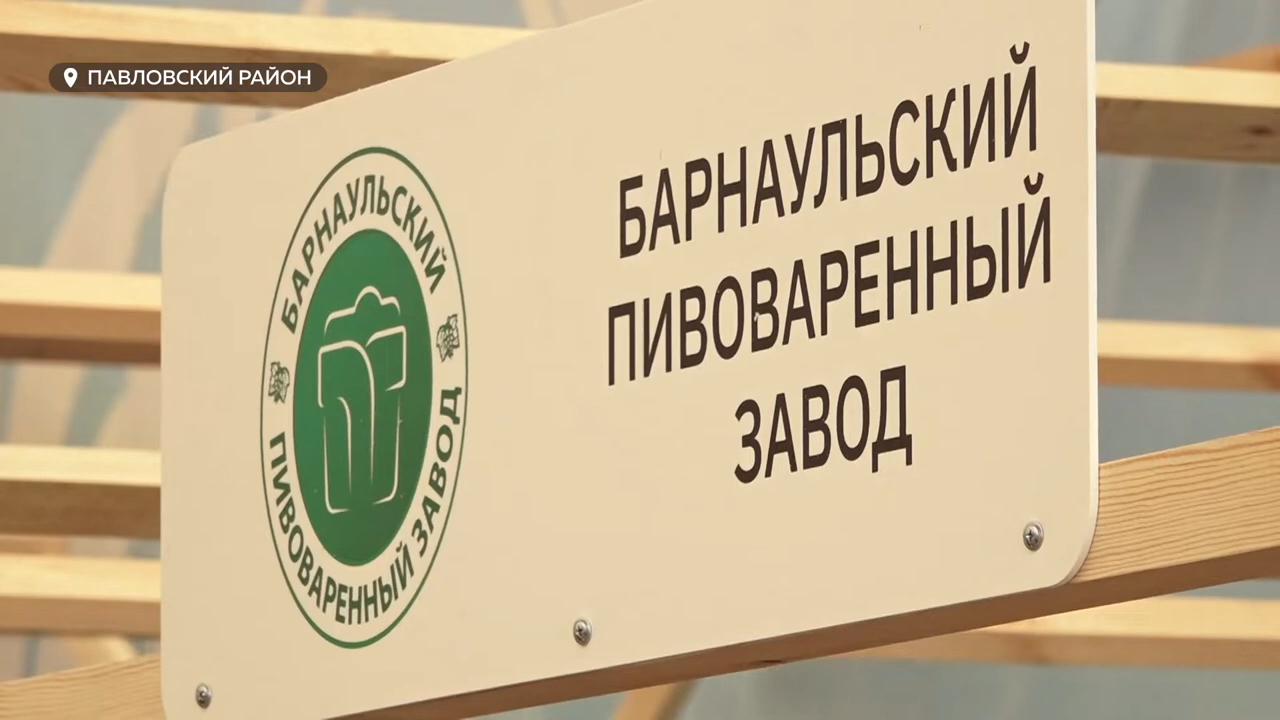 ПАВЛОВСКИЙ РАЙОН
БАРНАУЛЬСКИЙ
ПИВОВАРЕННЫЙ ЗАВОД
БАРНАУЛЬСКИЙ
ПИВОВАРЕННЫЙ
ЗАВОД